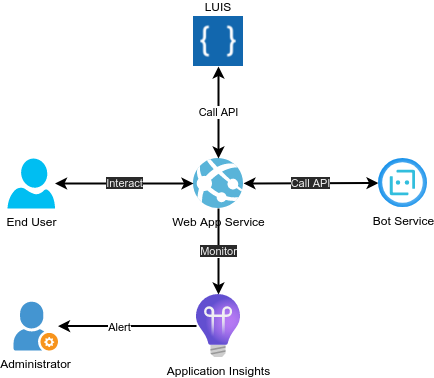 LUIS
{ }
Call API
Interact
Call API
End User
Web App Service
Bot Service
Monitor
Alert
Administrator
Application Insights